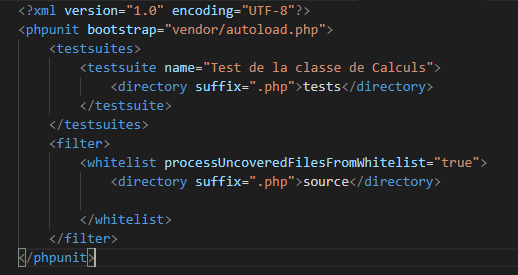 <?xml version="1.0" encoding="UTF-8"?>
<phpunit bootstrap="vendor/autoload.php">
    <testsuites>
        <testsuite name="Test de la classe de Calculs">
            <directory suffix=".php">tests</directory>
        </testsuite>
    </testsuites>
    <filter>
        <whitelist processUncoveredFilesFromWhitelist="true">
            <directory suffix=".php">source</directory>
        </whitelist>
    </filter>
</phpunit>